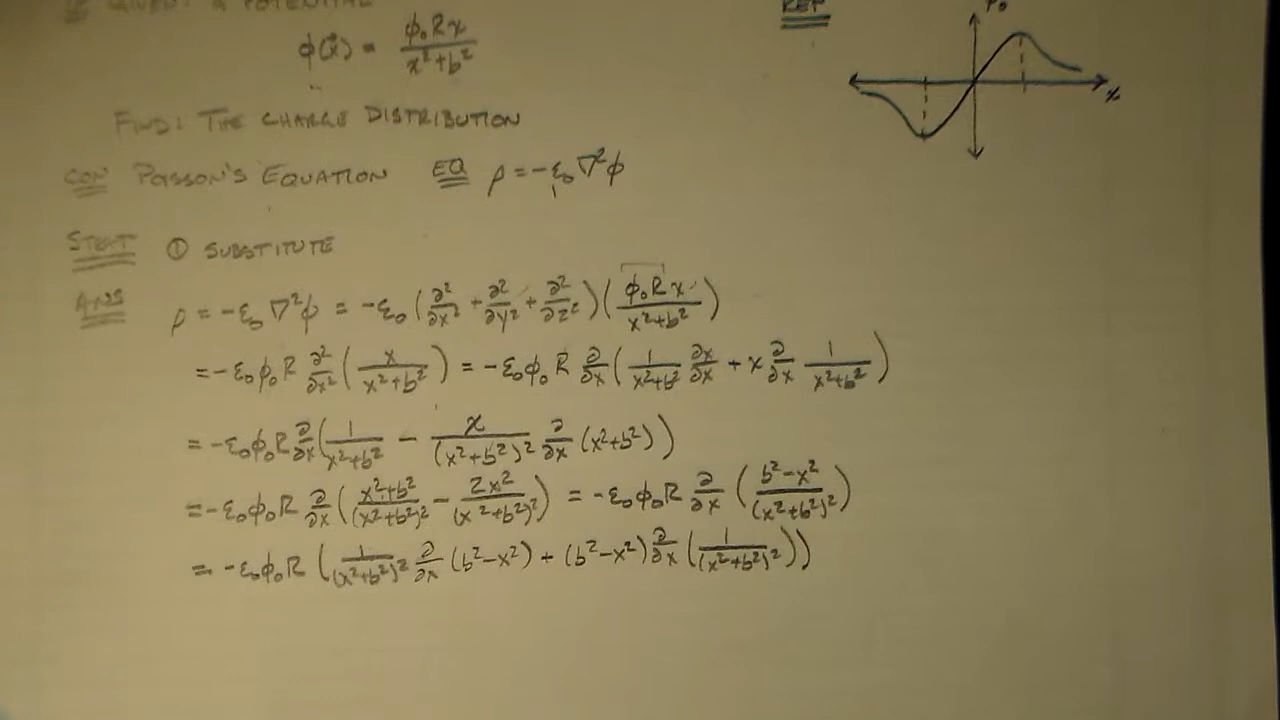 GIVEN A POTENTIAL
φ(x⃗) = φ₀Rx / (x²+b²)
REP
x
FIND: THE CHARGE DISTRIBUTION
CON POISSON'S EQUATION EQ ρ = -ε₀∇²φ
STRAT ① SUBSTITUTE
ANS
ρ = -ε₀∇²φ = -ε₀ (∂²/∂x² + ∂²/∂y² + ∂²/∂z²)(φ₀Rx / (x²+b²))
= -ε₀φ₀R ∂²/∂x² (x / (x²+b²)) = -ε₀φ₀R ∂/∂x (1/(x²+b²) ∂x/∂x + x ∂/∂x 1/(x²+b²))
= -ε₀φ₀R ∂/∂x (1/(x²+b²) - x/(x²+b²)² ∂/∂x (x²+b²))
= -ε₀φ₀R ∂/∂x ((x²+b²)/(x²+b²)² - 2x²/(x²+b²)²) = -ε₀φ₀R ∂/∂x ((b²-x²)/(x²+b²)²)
= -ε₀φ₀R (1/(x²+b²)² ∂/∂x (b²-x²) + (b²-x²) ∂/∂x (1/(x²+b²)²))